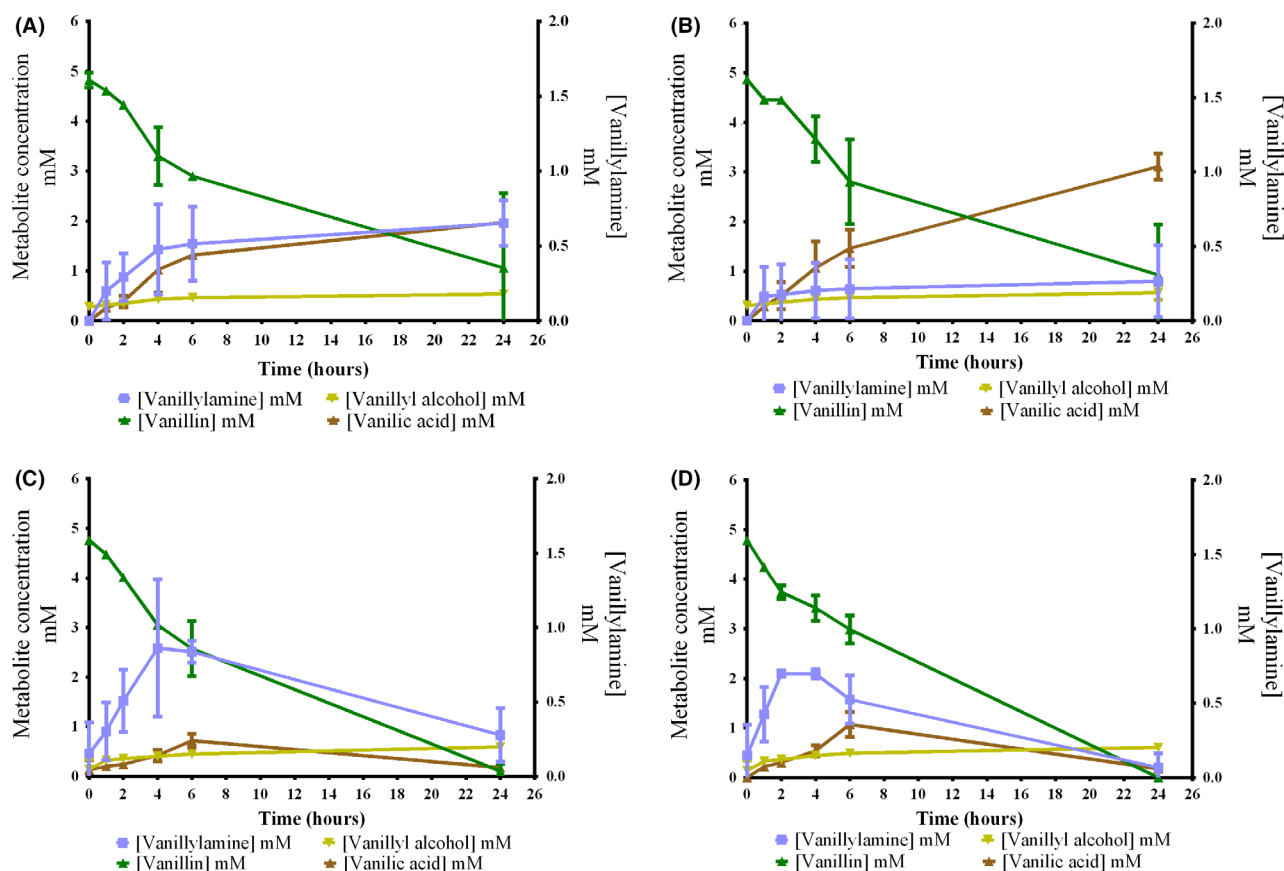 (A)
6
5
4
3
2
1
0
Metabolite concentration
mM
2.0
1.5
1.0
0.5
0.0
[Vanillylamine]
mM
0 2 4 6 8 10 12 14 16 18 20 22 24 26
Time (hours)
[Vanillylamine] mM [Vanillyl alcohol] mM
[Vanillin] mM [Vanilic acid] mM
(B)
6
5
4
3
2
1
0
Metabolite concentration
mM
2.0
1.5
1.0
0.5
0.0
[Vanillylamine]
mM
0 2 4 6 8 10 12 14 16 18 20 22 24 26
Time (hours)
[Vanillylamine] mM [Vanillyl alcohol] mM
[Vanillin] mM [Vanilic acid] mM
(C)
6
5
4
3
2
1
0
Metabolite concentration
mM
2.0
1.5
1.0
0.5
0.0
[Vanillylamine]
mM
0 2 4 6 8 10 12 14 16 18 20 22 24 26
Time (hours)
[Vanillylamine] mM [Vanillyl alcohol] mM
[Vanillin] mM [Vanilic acid] mM
(D)
6
5
4
3
2
1
0
Metabolite concentration
mM
2.0
1.5
1.0
0.5
0.0
[Vanillylamine]
mM
0 2 4 6 8 10 12 14 16 18 20 22 24 26
Time (hours)
[Vanillylamine] mM [Vanillyl alcohol] mM
[Vanillin] mM [Vanilic acid] mM